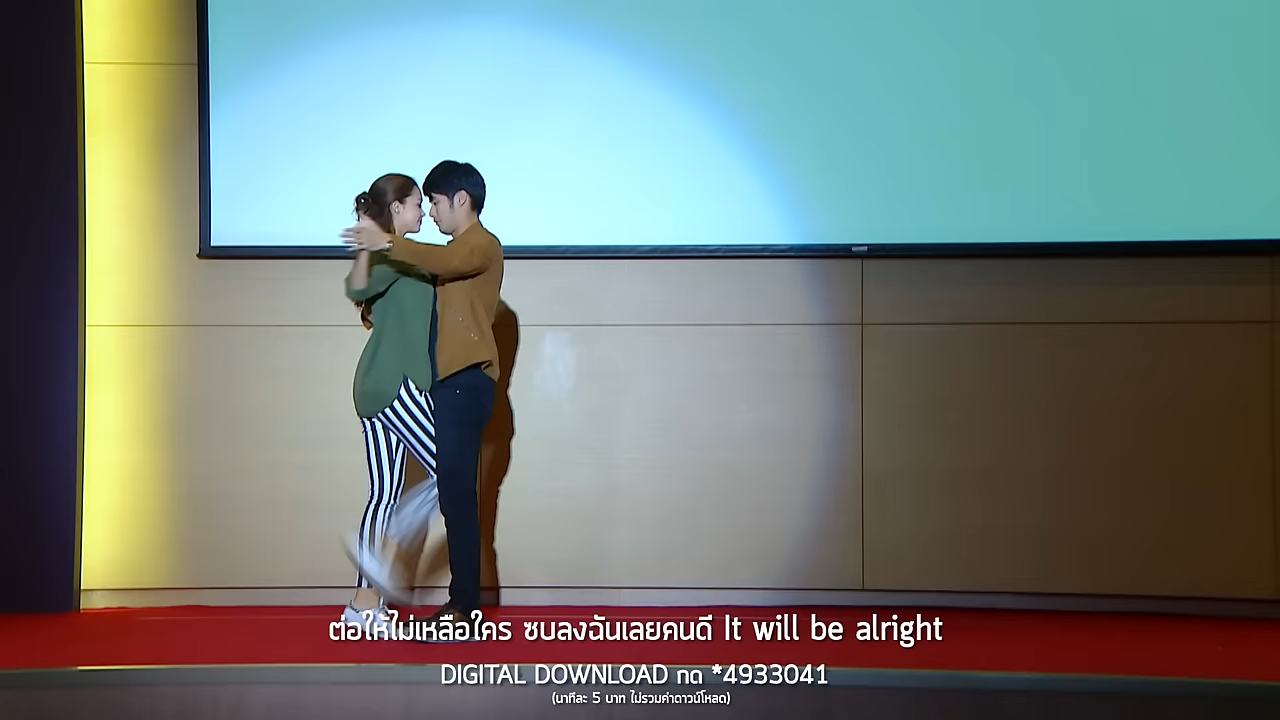 ต่อให้ไม่เหลือใคร ซบลงฉันเลยคนดี It will be alright
DIGITAL DOWNLOAD กด *4933041
(นาทีละ 5 บาท ไม่รวมค่าดาวน์โหลด)